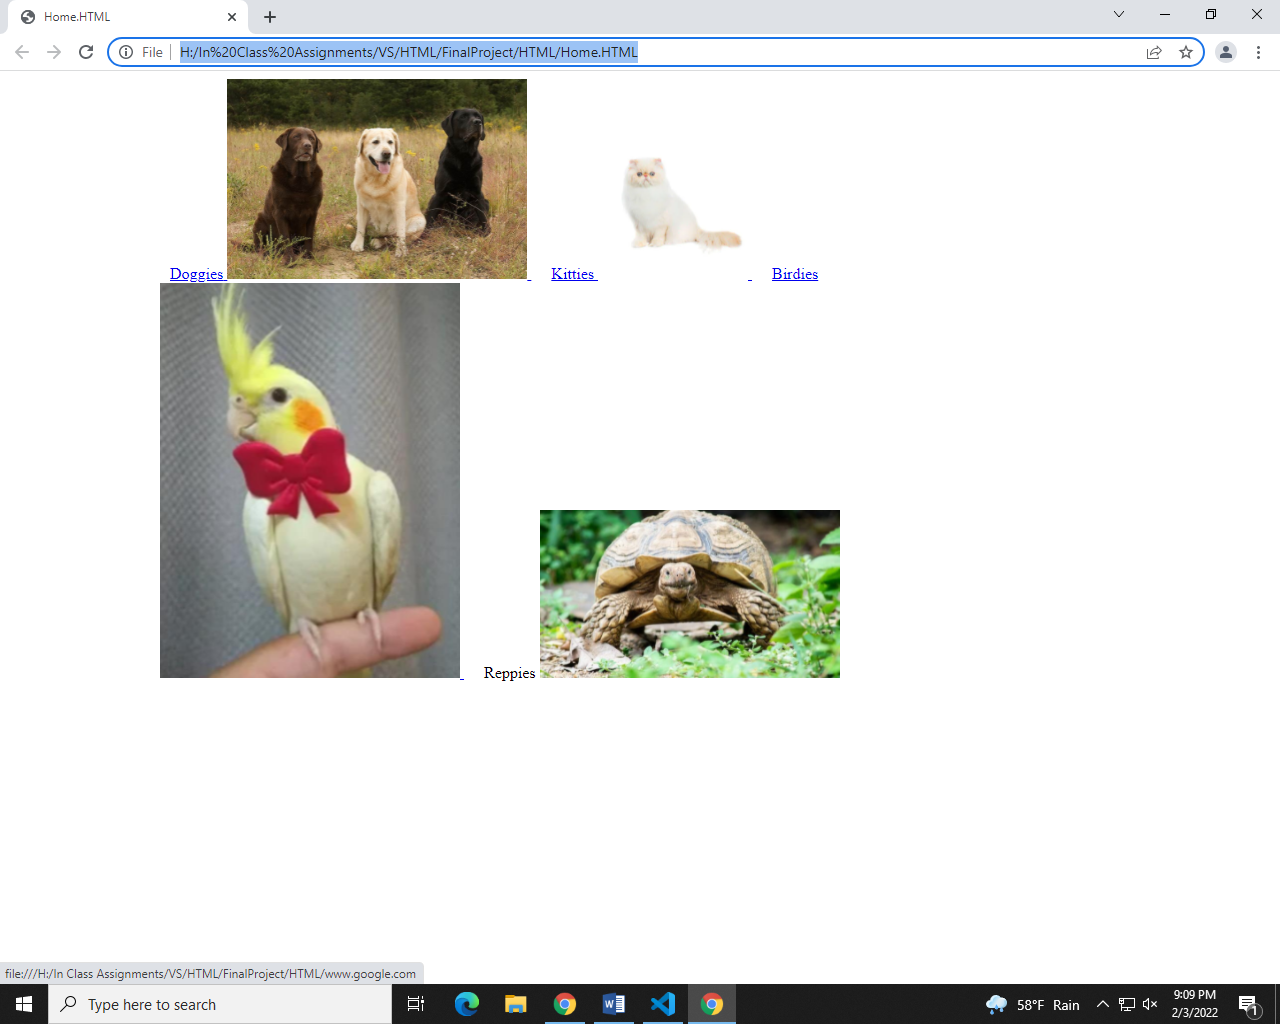 Home.HTML
File
H:/In%20Class%20Assignments/VS/HTML/FinalProject/HTML/Home.HTML
Doggies Kitties Birdies
Reppies
file:///H:/In Class Assignments/VS/HTML/FinalProject/HTML/www.google.com
Type here to search
58°F Rain
9:09 PM
2/3/2022
1